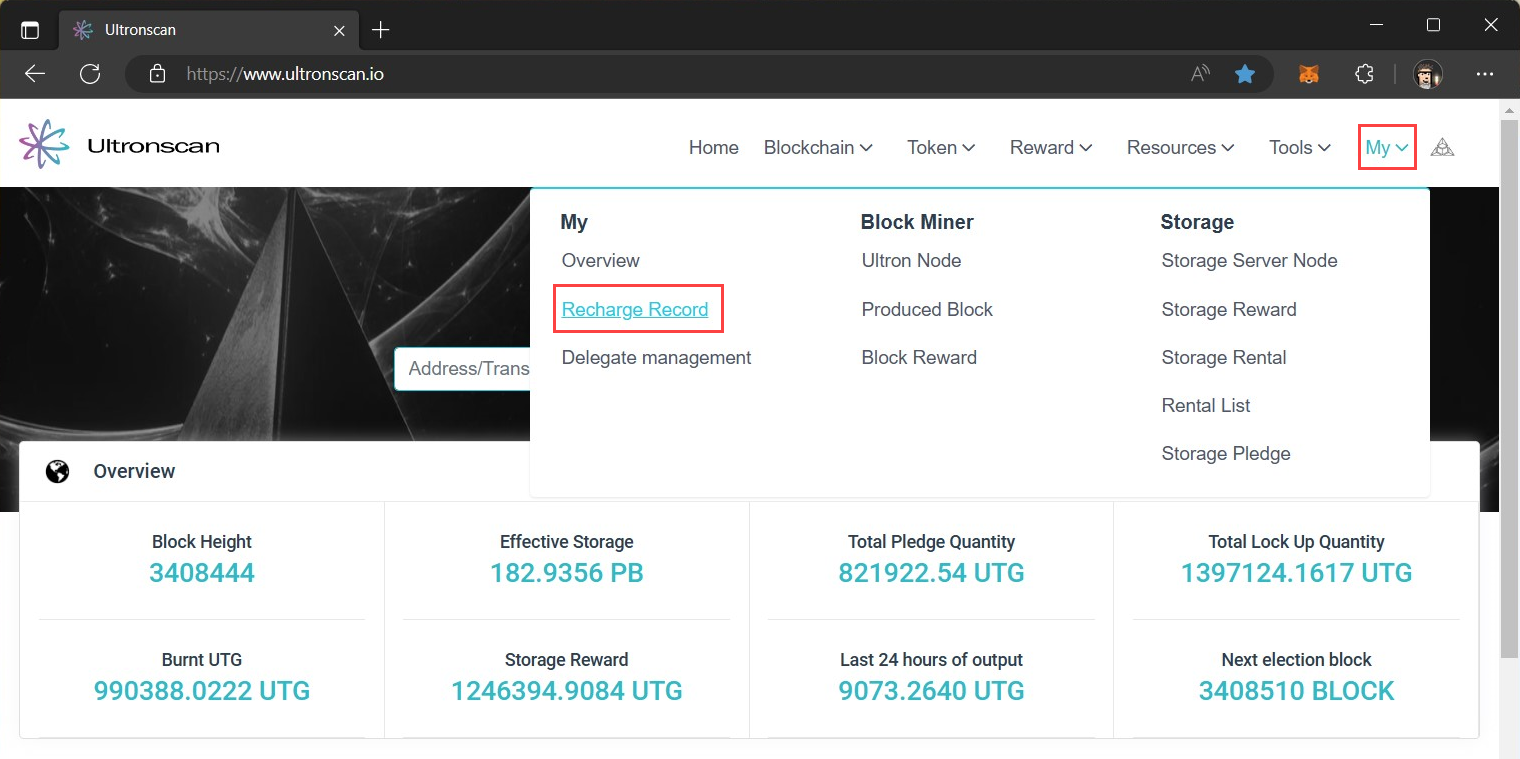 Ultronscan
https://www.ultronscan.io
Ultronscan
Home Blockchain Token Reward Resources Tools My
My
Overview
Recharge Record
Delegate management
Block Miner
Ultron Node
Produced Block
Block Reward
Storage
Storage Server Node
Storage Reward
Storage Rental
Rental List
Storage Pledge
Address/Trans
Overview
Block Height
3408444
Effective Storage
182.9356 PB
Total Pledge Quantity
821922.54 UTG
Total Lock Up Quantity
1397124.1617 UTG
Burnt UTG
990388.0222 UTG
Storage Reward
1246394.9084 UTG
Last 24 hours of output
9073.2640 UTG
Next election block
3408510 BLOCK